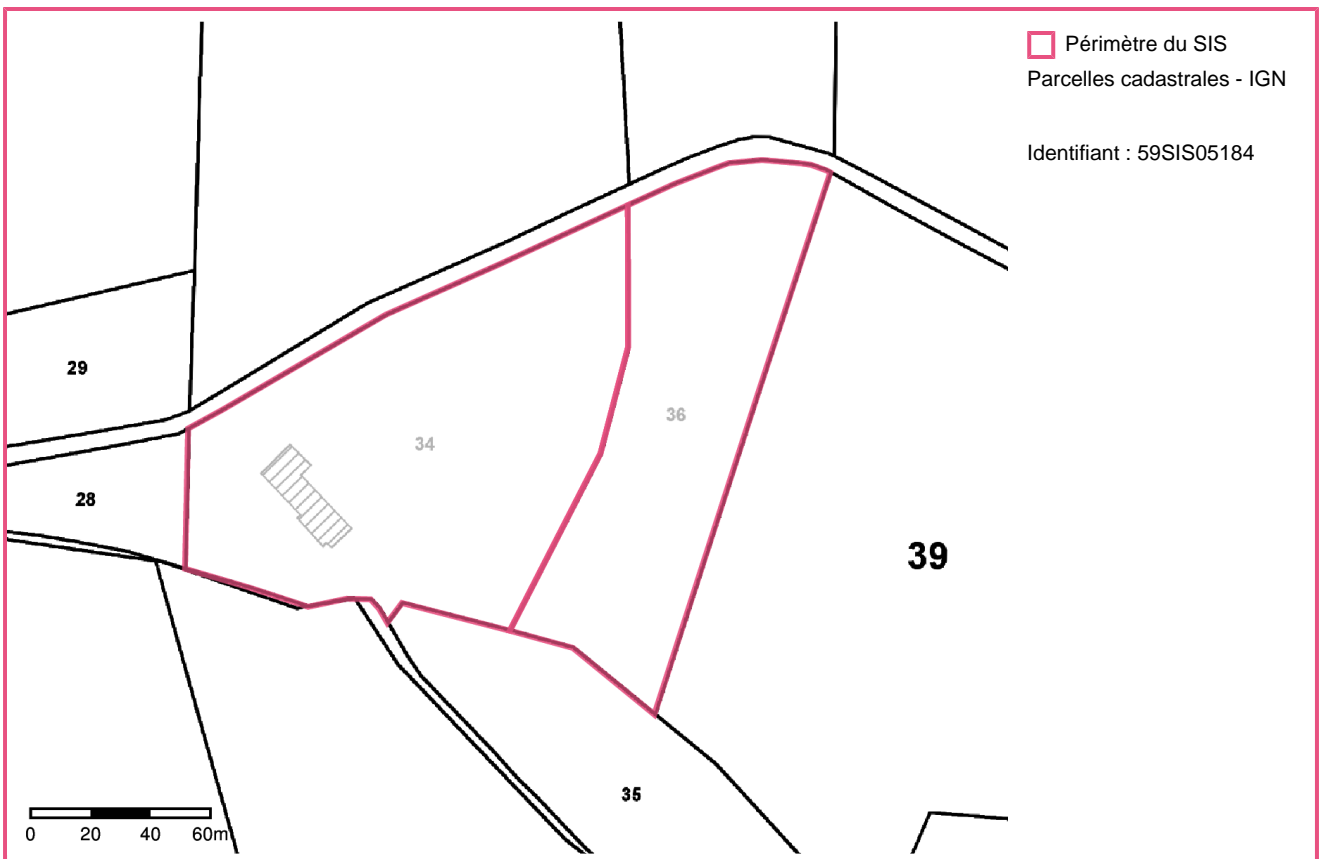 Périmètre du SIS
Parcelles cadastrales - IGN
Identifiant : 59SIS05184
29
36
34
28
39
35
0 20 40 60m